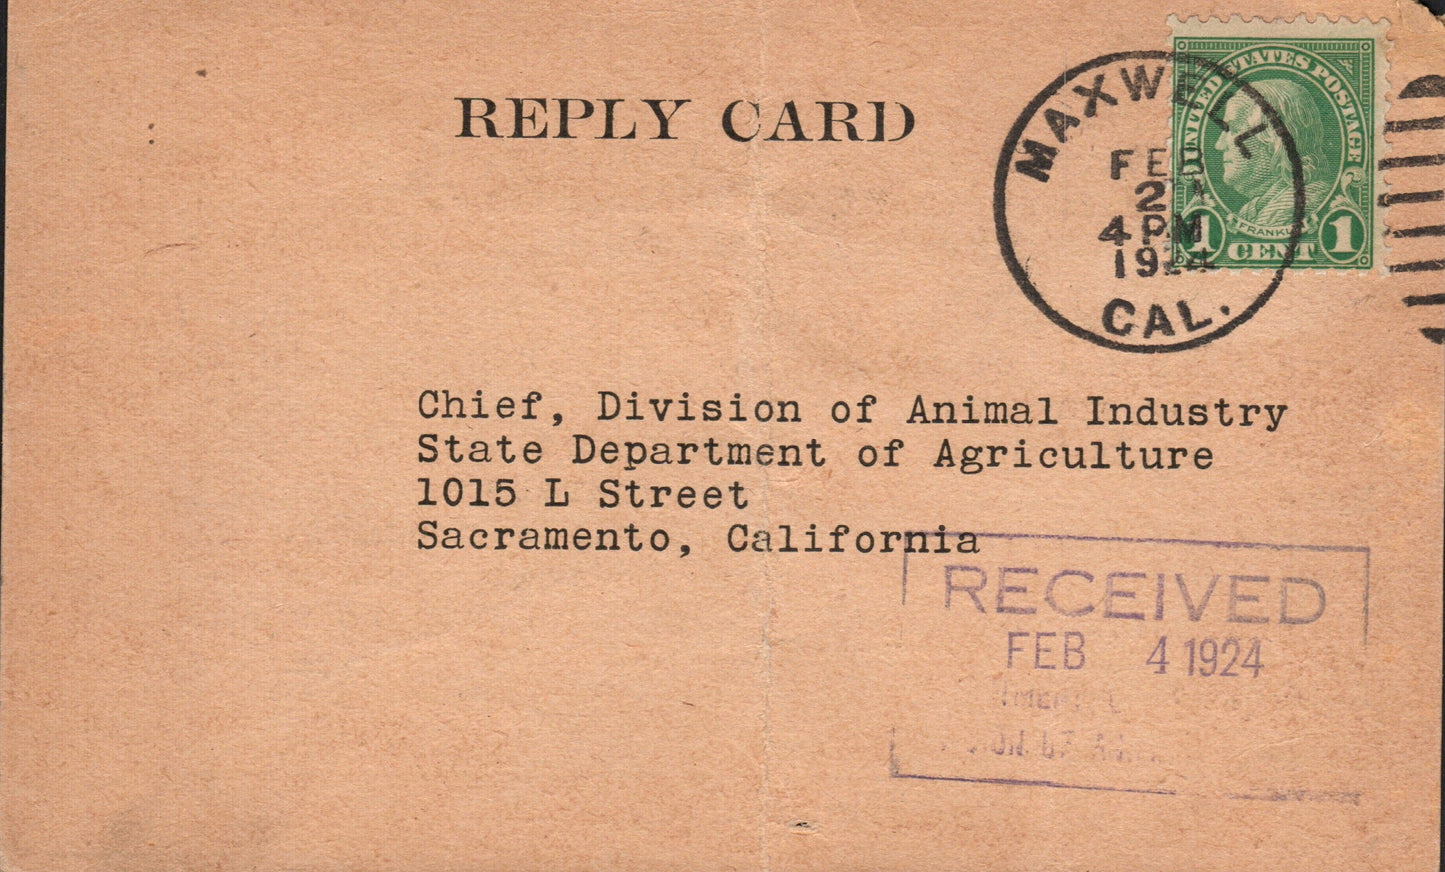 REPLY CARD
UNITED STATES POSTAGE
MAXWELL
FEB
2
4 PM
1924
CAL.
1 CENT 1
Chief, Division of Animal Industry
State Department of Agriculture
1015 L Street
Sacramento, California
RECEIVED
FEB 4 1924